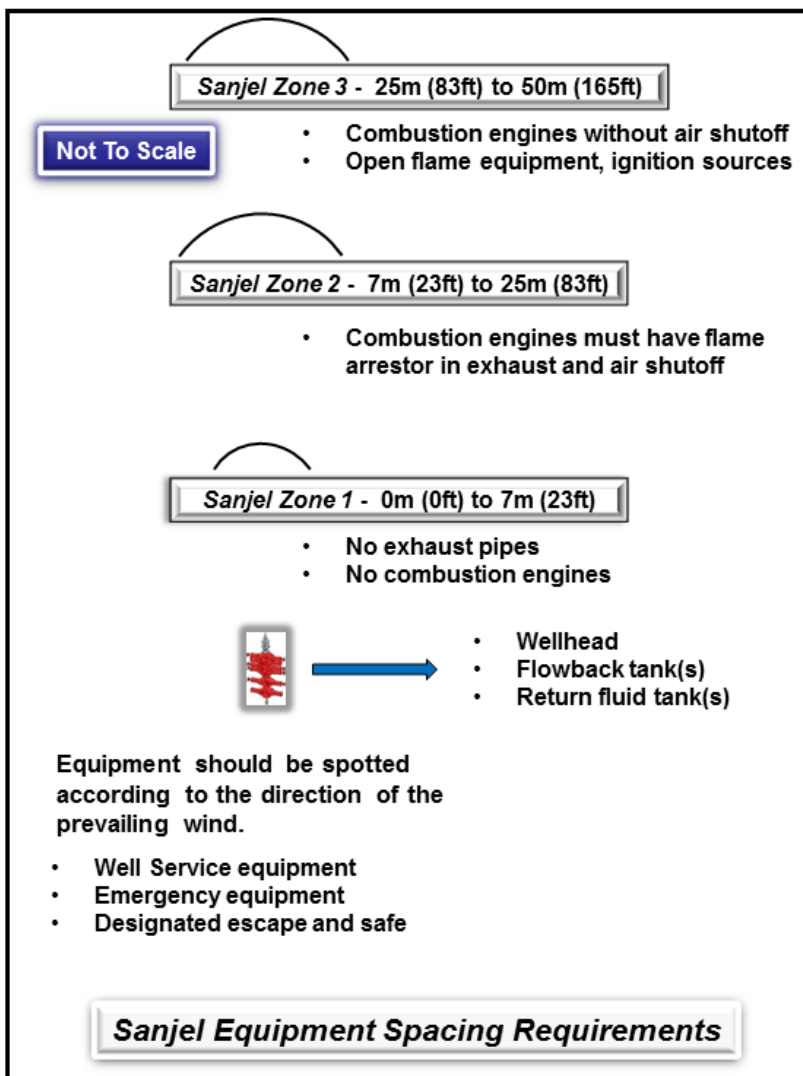 Sanjel Zone 3 - 25m (83ft) to 50m (165ft)
Not To Scale
• Combustion engines without air shutoff
• Open flame equipment, ignition sources
Sanjel Zone 2 - 7m (23ft) to 25m (83ft)
• Combustion engines must have flame
arrestor in exhaust and air shutoff
Sanjel Zone 1 - 0m (0ft) to 7m (23ft)
• No exhaust pipes
• No combustion engines
• Wellhead
• Flowback tank(s)
• Return fluid tank(s)
Equipment should be spotted
according to the direction of the
prevailing wind.
• Well Service equipment
• Emergency equipment
• Designated escape and safe
Sanjel Equipment Spacing Requirements